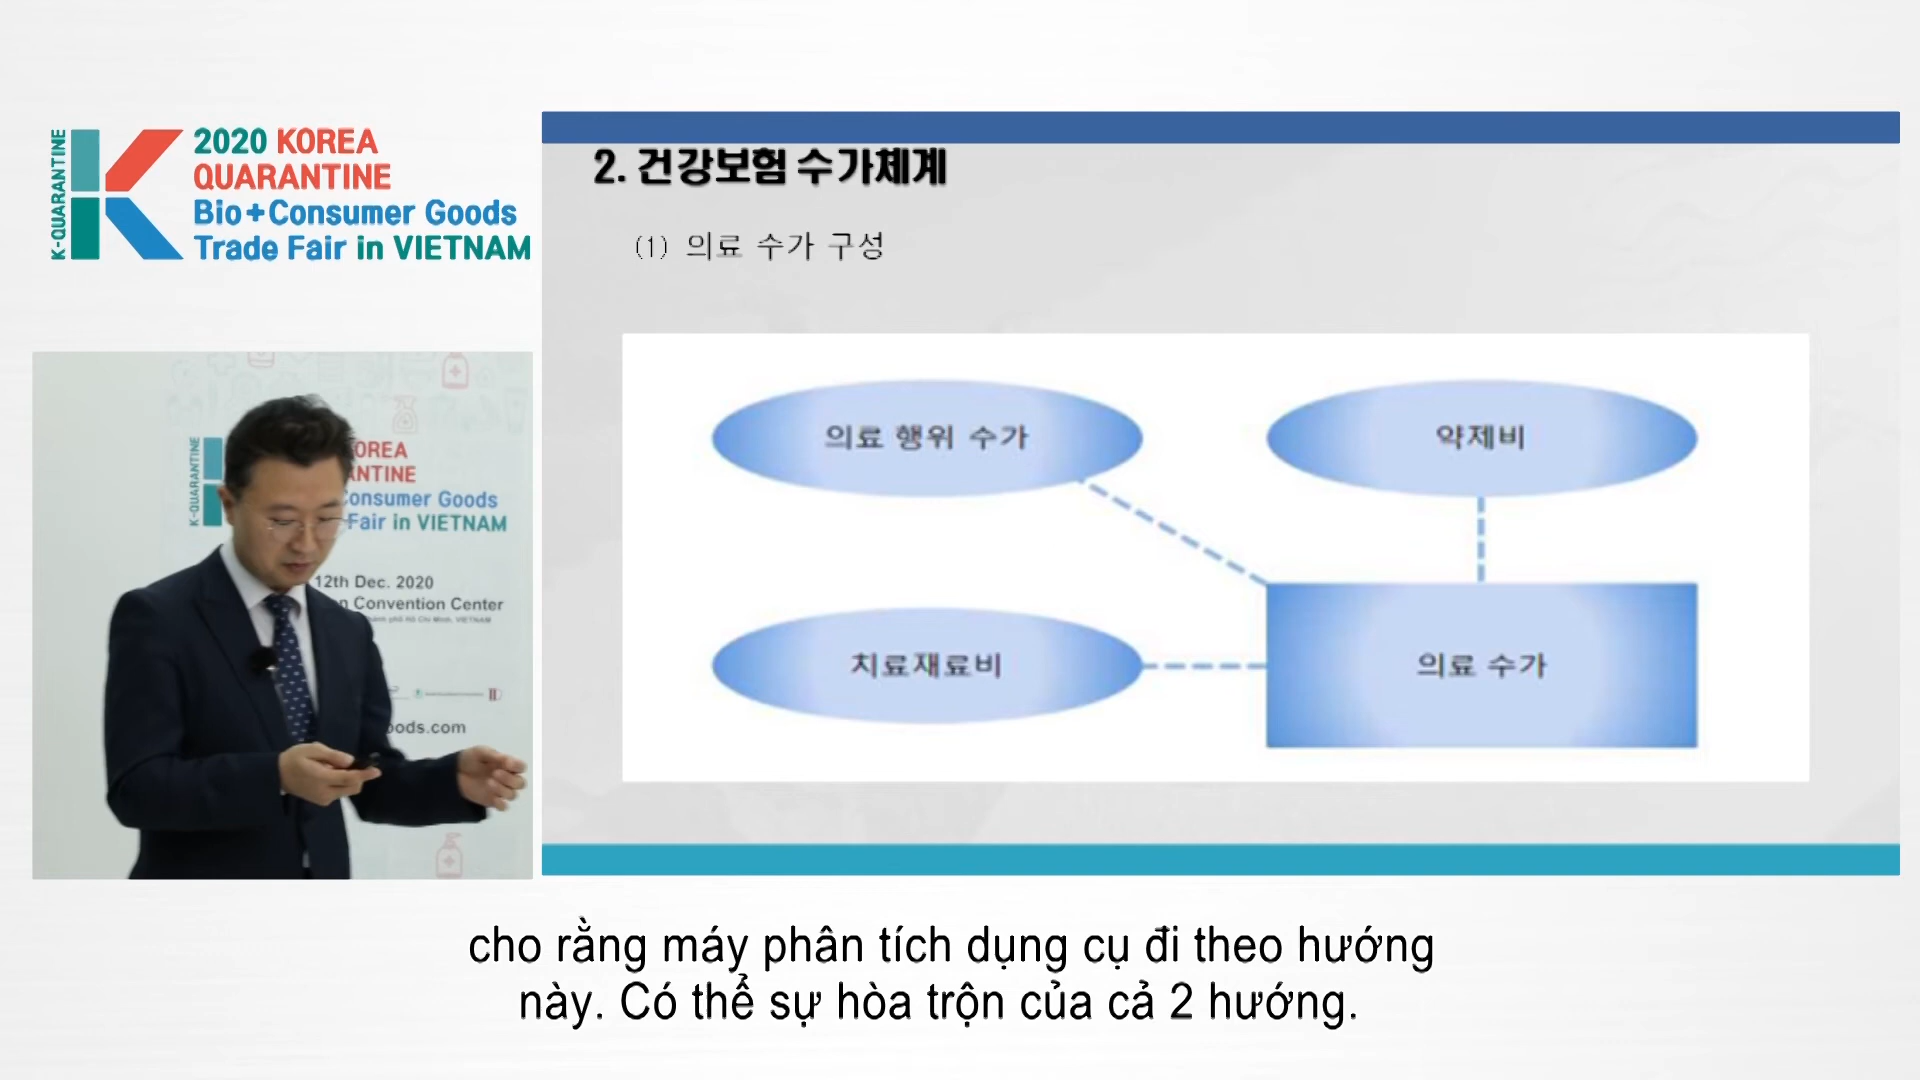 K-QUARANTINE
2020 KOREA
QUARANTINE
Bio+Consumer Goods
Trade Fair in VIETNAM
2. 건강보험 수가체계
(1) 의료 수가 구성
의료 행위 수가
약제비
치료재료비
의료 수가
K-QUARANTINE
OREA
ANTINE
Consumer Goods
Fair in VIETNAM
12th Dec. 2020
Convention Center
oods.com
cho rằng máy phân tích dụng cụ đi theo hướng
này. Có thể sự hòa trộn của cả 2 hướng.